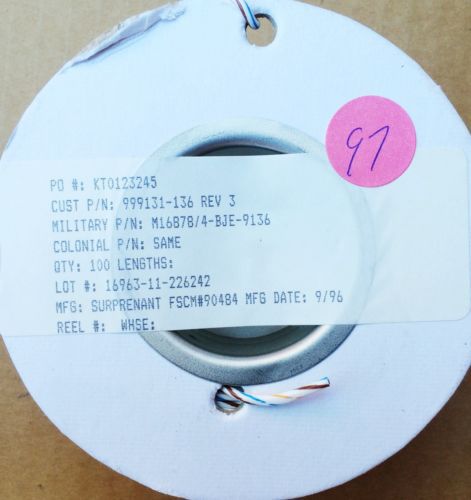 97
PO #: KT0123245
CUST P/N: 999131-136 REV 3
MILITARY P/N: M16878/4-BJE-9136
COLONIAL P/N: SAME
QTY: 100 LENGTHS:
LOT #: 16963-11-226242
MFG: SURPRENANT FSCM#90484 MFG DATE: 9/96
REEL #: WHSE: